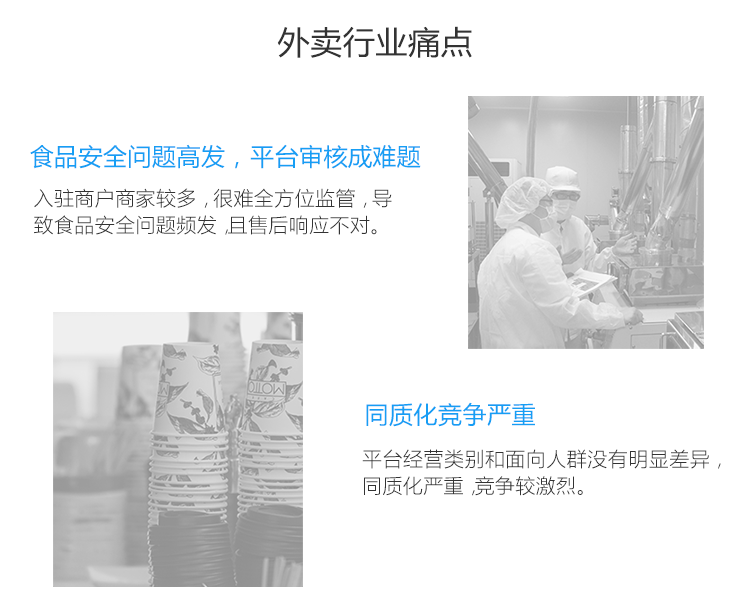 外卖行业痛点
食品安全问题高发，平台审核成难题
入驻商户商家较多，很难全方位监管，导
致食品安全问题频发，且售后响应不对。
MOTTO
同质化竞争严重
平台经营类别和面向人群没有明显差异，
同质化严重，竞争较激烈。